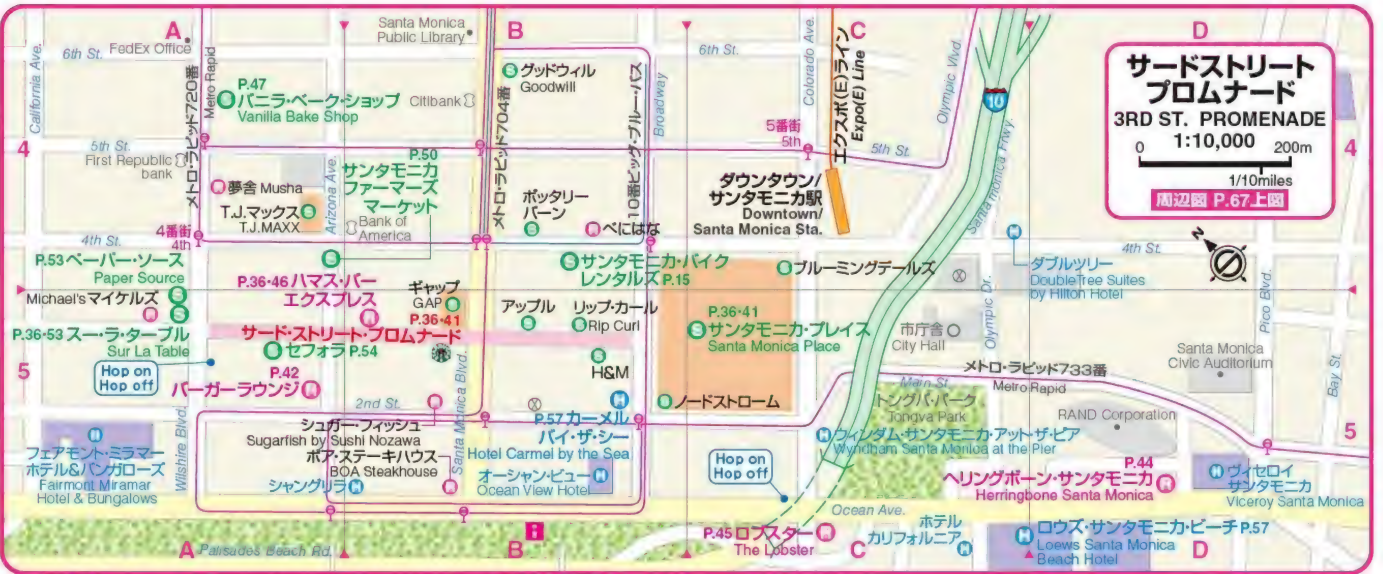 A
B
C
D
Santa Monica
Public Library
6th St.
FedEx Office
メトロ・ラピッド720番
Metro Rapid
California Ave.
P.47
バニラ・ベーク・ショップ
Vanilla Bake Shop
Citibank
メトロ・ラピッド704番
グッドウィル
Goodwill
10番ビッグ・ブルー・バス
Broadway
6th St.
Colorado Ave.
エクスポ(E)ライン
Expo(E) Line
Olympic Blvd.
10
Santa monica Frwy.
サードストリート
プロムナード
3RD ST. PROMENADE
1:10,000
0
200m
1/10miles
周辺図 P.67上図
N
4
4
5th St.
First Republic
bank
夢舎 Musha
T.J.マックス
T.J.MAXX
Arizona Ave.
P.50
サンタモニカ
ファーマーズ
マーケット
Bank of
America
ポッタリー
バーン
べにはな
5番街
5th
5th St.
ダウンタウン/
サンタモニカ駅
Downtown/
Santa Monica Sta.
4番街
4th
4th St.
4th St.
P.53 ペーパー・ソース
Paper Source
Michael's マイケルズ
P.36・53 スー・ラ・ターブル
Sur La Table
P.36・46 ハマス・バー
エクスプレス
ギャップ
GAP
P.36・41
サード・ストリート・プロムナード
セフォラ P.54
サンタモニカ・バイク
レンタルズ P.15
アップル
リップ・カール
Rip Curl
H&M
ブルーミングデールズ
P.36・41
サンタモニカ・プレイス
Santa Monica Place
ノードストローム
ダブルツリー
DoubleTree Suites
by Hilton Hotel
市庁舎
City Hall
Olympic Dr.
Pico Blvd.
Bay St.
Santa Monica
Civic Auditorium
5
5
Hop on
Hop off
P.42
バーガーラウンジ
2nd St.
Wilshire Blvd.
Santa Monica Blvd.
シュガー・フィッシュ
Sugarfish by Sushi Nozawa
ボア・ステーキハウス
BOA Steakhouse
シャングリラ
フェアモント・ミラマー
ホテル&バンガローズ
Fairmont Miramar
Hotel & Bungalows
P.57 カーメル
バイ・ザ・シー
Hotel Carmel by the Sea
オーシャン・ビュー
Ocean View Hotel
Hop on
Hop off
メトロ・ラピッド733番
Metro Rapid
Main St.
トングバ・パーク
Tongva Park
RAND Corporation
ウィンダム・サンタモニカ・アット・ザ・ピア
Wyndham Santa Monica at the Pier
P.44
ヘリングボーン・サンタモニカ
Herringbone Santa Monica
ヴィセロイ
サンタモニカ
Viceroy Santa Monica
Ocean Ave.
P.45 ロブスター
The Lobster
ホテル
カリフォルニア
ロウズ・サンタモニカ・ビーチ P.57
Loews Santa Monica
Beach Hotel
Palisades Beach Rd.
A
B
C
D